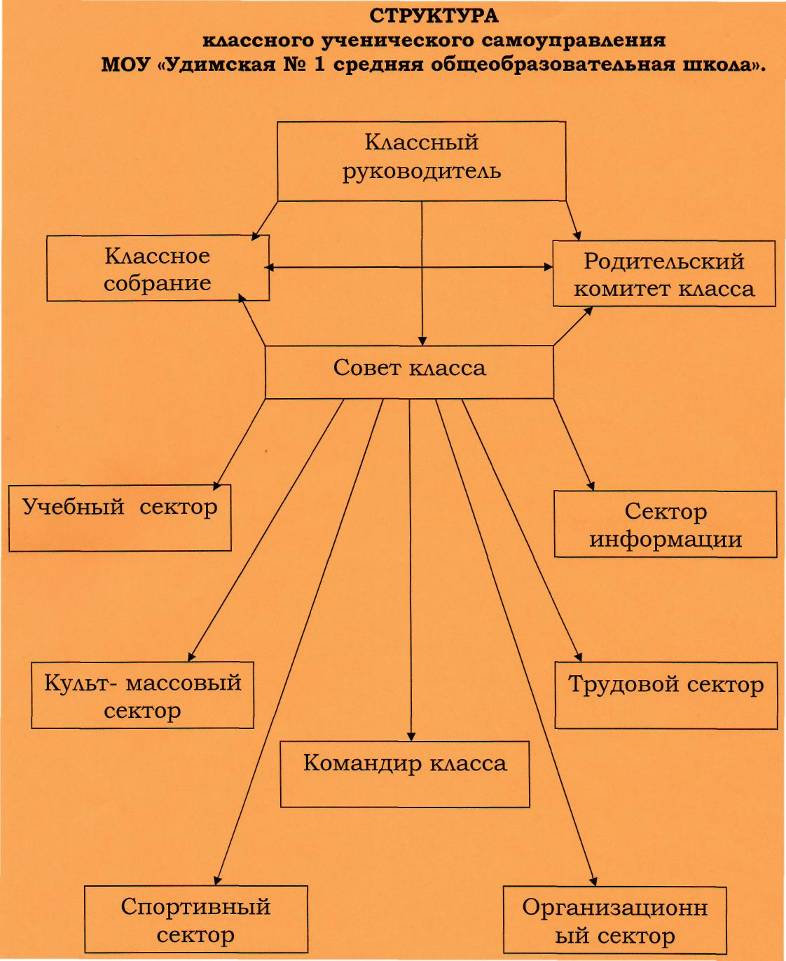 СТРУКТУРА
классного ученического самоуправления
МОУ «Удимская № 1 средняя общеобразовательная школа».
Классный
руководитель
Классное
собрание
Родительский
комитет класса
Совет класса
Учебный сектор
Сектор
информации
Культ- массовый
сектор
Трудовой сектор
Командир класса
Спортивный
сектор
Организационн
ый сектор